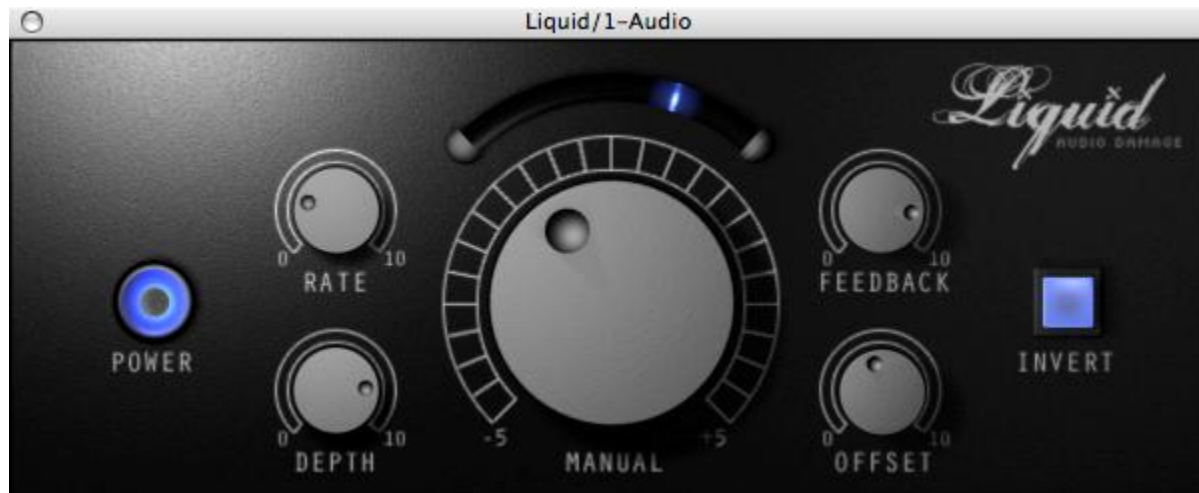 Liquid/1-Audio
Liquid
AUDIO DAMAGE
0 10
RATE
0 10
FEEDBACK
POWER
INVERT
0 10
DEPTH
-5 +5
MANUAL
0 10
OFFSET